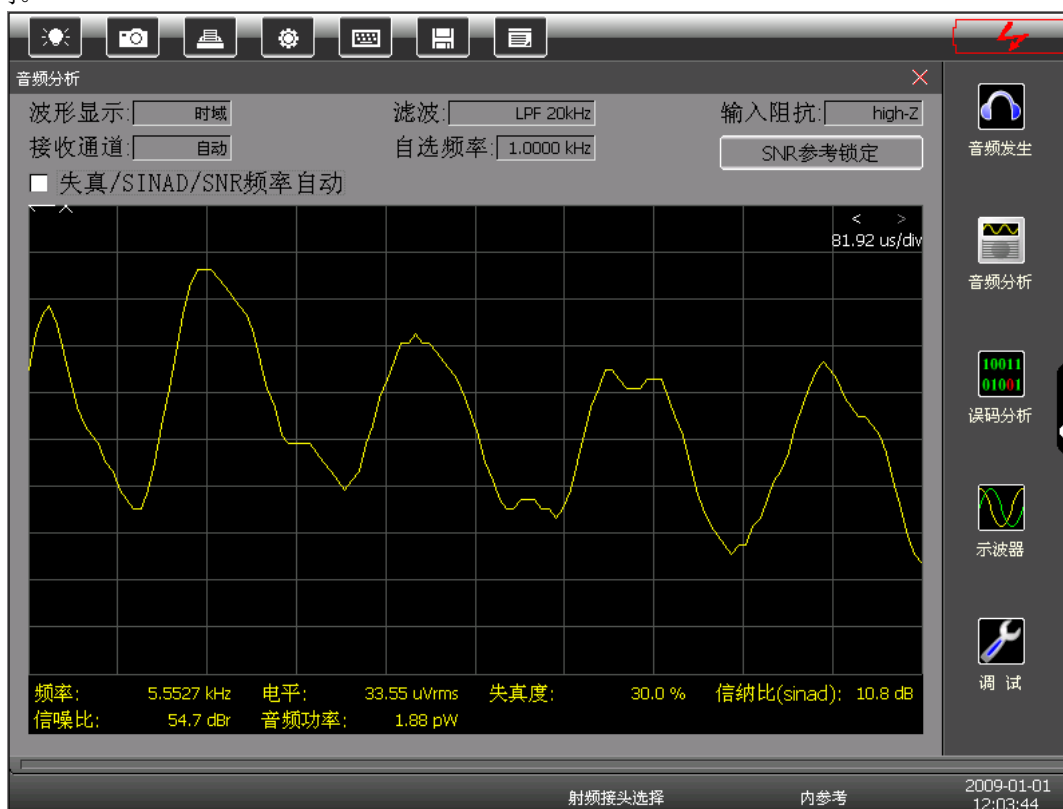 音频分析
波形显示: 时域 滤波: LPF 20kHz 输入阻抗: high-Z
接收通道: 自动 自选频率: 1.0000 kHz SNR参考锁定
失真/SINAD/SNR频率自动
< >
81.92 us/div
频率: 5.5527 kHz 电平: 33.55 uVrms 失真度: 30.0 % 信纳比(sinad): 10.8 dB
信噪比: 54.7 dBr 音频功率: 1.88 pW
音频发生
音频分析
10011
01001
误码分析
示波器
调 试
射频接头选择 内参考 2009-01-01
12:03:44